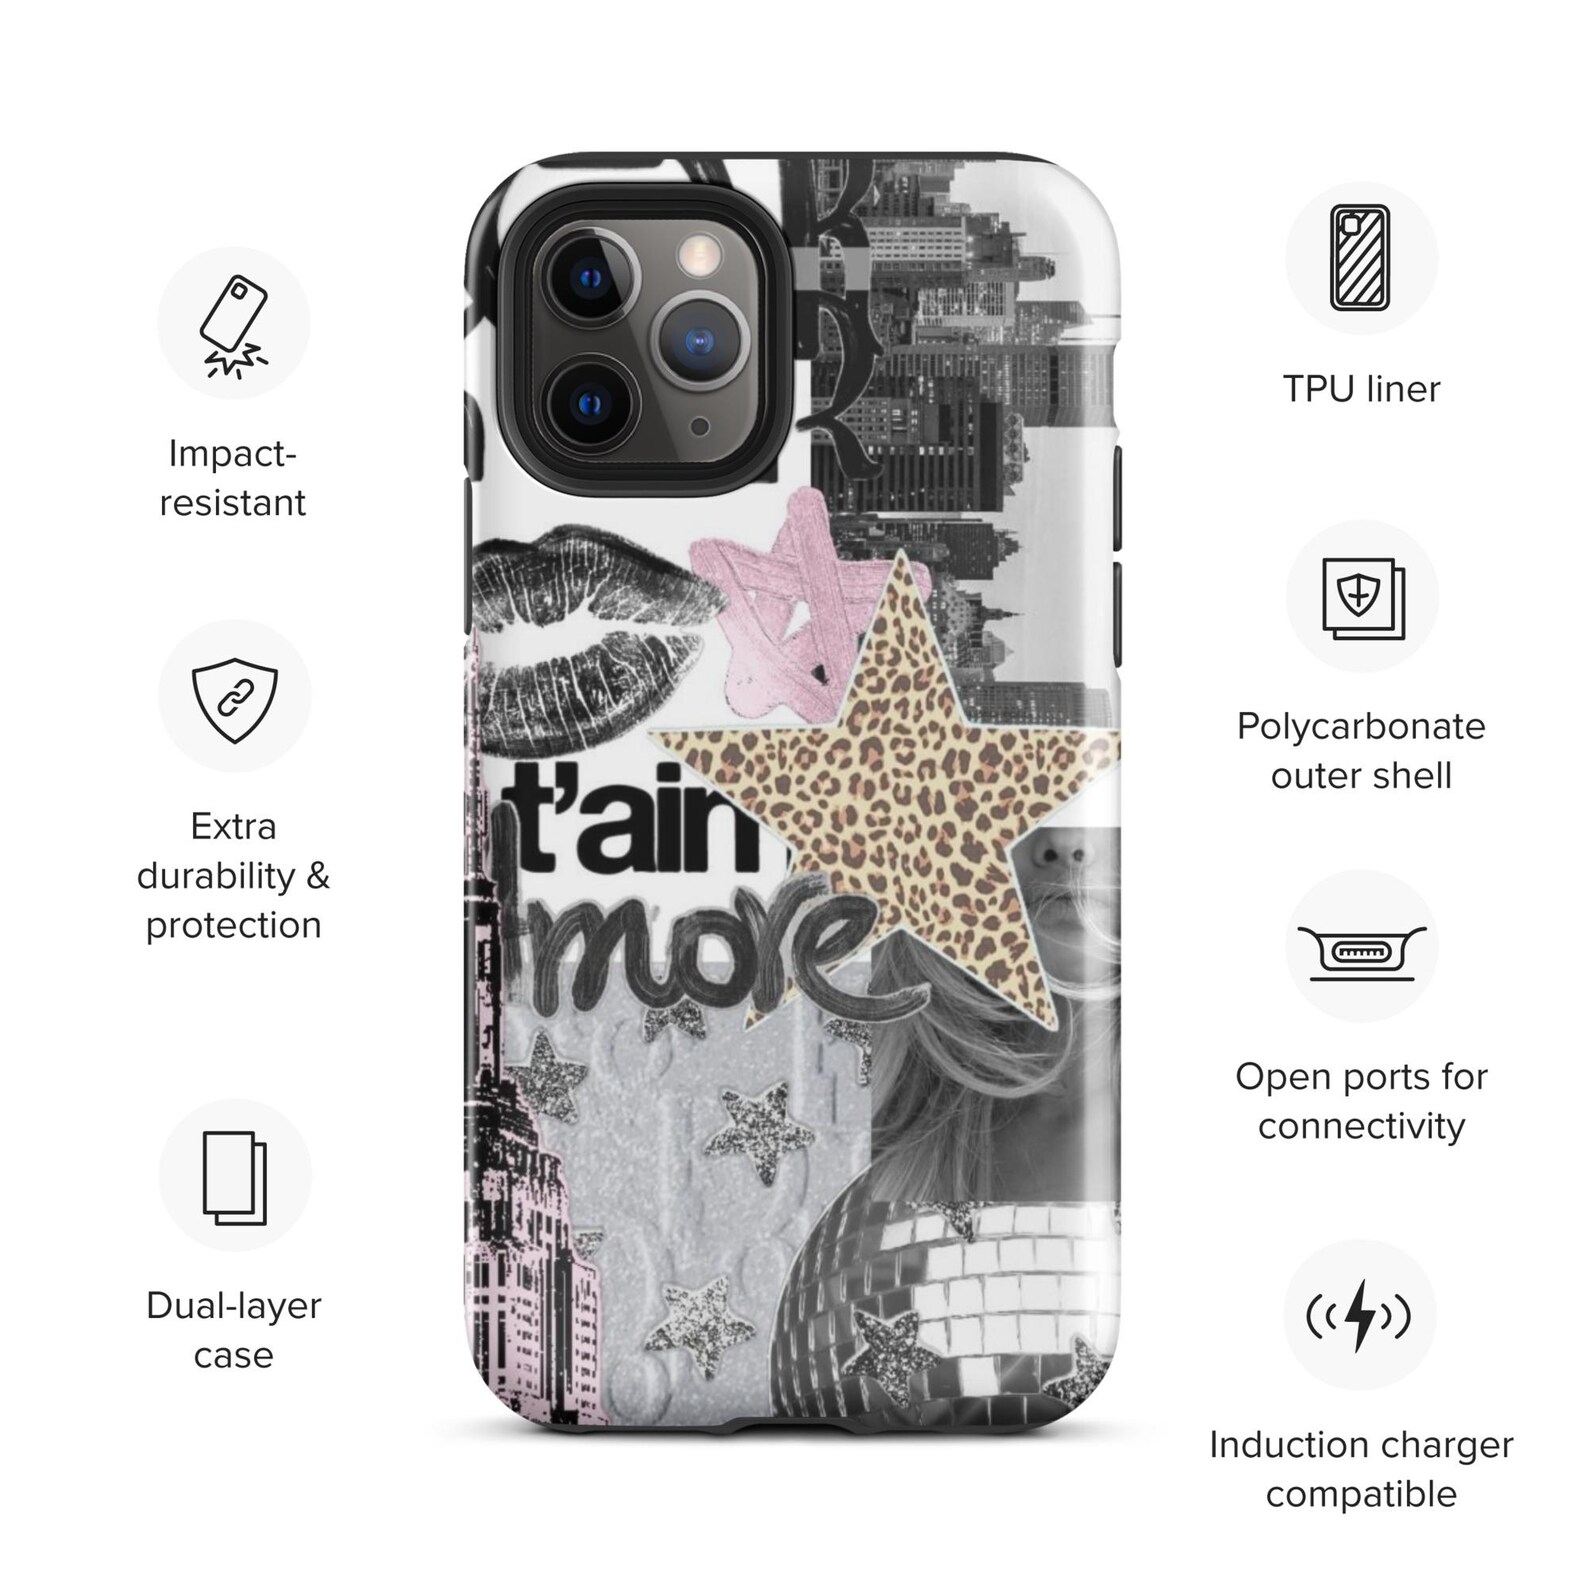 Impact-
resistant
Extra
durability &
protection
Dual-layer
case
t'aim
more
TPU liner
Polycarbonate
outer shell
Open ports for
connectivity
Induction charger
compatible